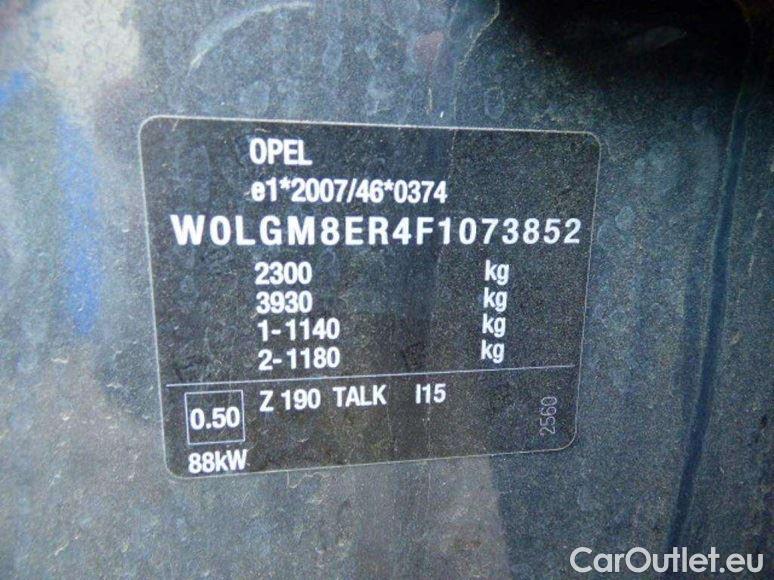 OPEL
e1*2007/46*0374
W0LGM8ER4F1073852
2300 kg
3930 kg
1-1140 kg
2-1180 kg
0.50 Z 190 TALK I15
2560
88kW
CarOutlet.eu